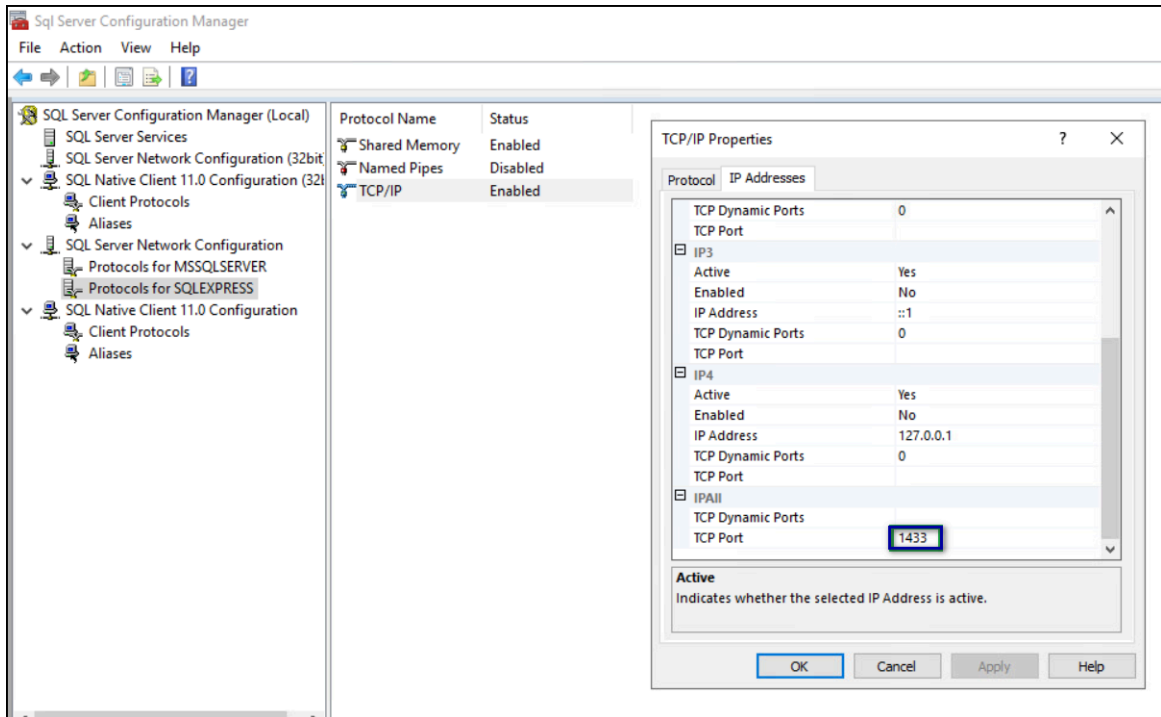 Sql Server Configuration Manager
File Action View Help
SQL Server Configuration Manager (Local)
SQL Server Services
SQL Server Network Configuration (32bit
SQL Native Client 11.0 Configuration (32b
Client Protocols
Aliases
SQL Server Network Configuration
Protocols for MSSQLSERVER
Protocols for SQLEXPRESS
SQL Native Client 11.0 Configuration
Client Protocols
Aliases
Protocol Name Status
Shared Memory Enabled
Named Pipes Disabled
TCP/IP Enabled
TCP/IP Properties ?
Protocol IP Addresses
TCP Dynamic Ports 0
TCP Port
IP3
Active Yes
Enabled No
IP Address ::1
TCP Dynamic Ports 0
TCP Port
IP4
Active Yes
Enabled No
IP Address 127.0.0.1
TCP Dynamic Ports 0
TCP Port
IPAll
TCP Dynamic Ports
TCP Port 1433
Active
Indicates whether the selected IP Address is active.
OK Cancel Apply Help